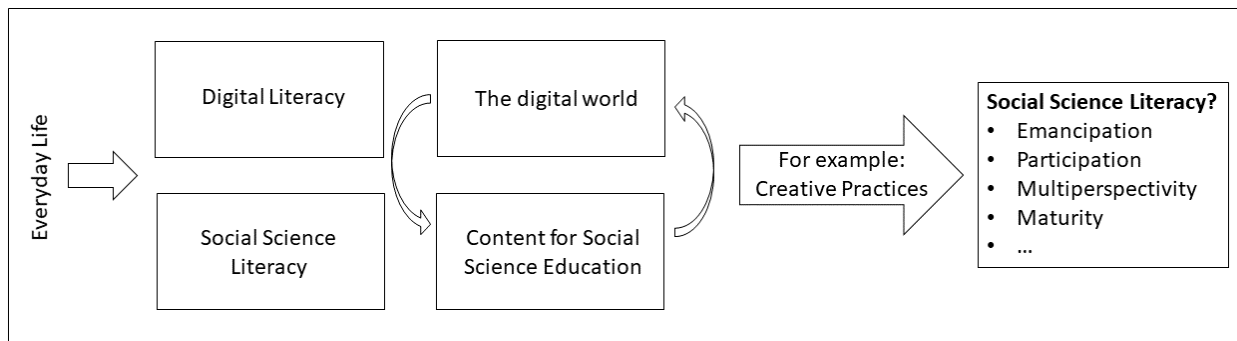 Everyday Life
Digital Literacy
Social Science
Literacy
The digital world
Content for Social
Science Education
For example:
Creative Practices
Social Science Literacy?
• Emancipation
• Participation
• Multiperspectivity
• Maturity
• ...